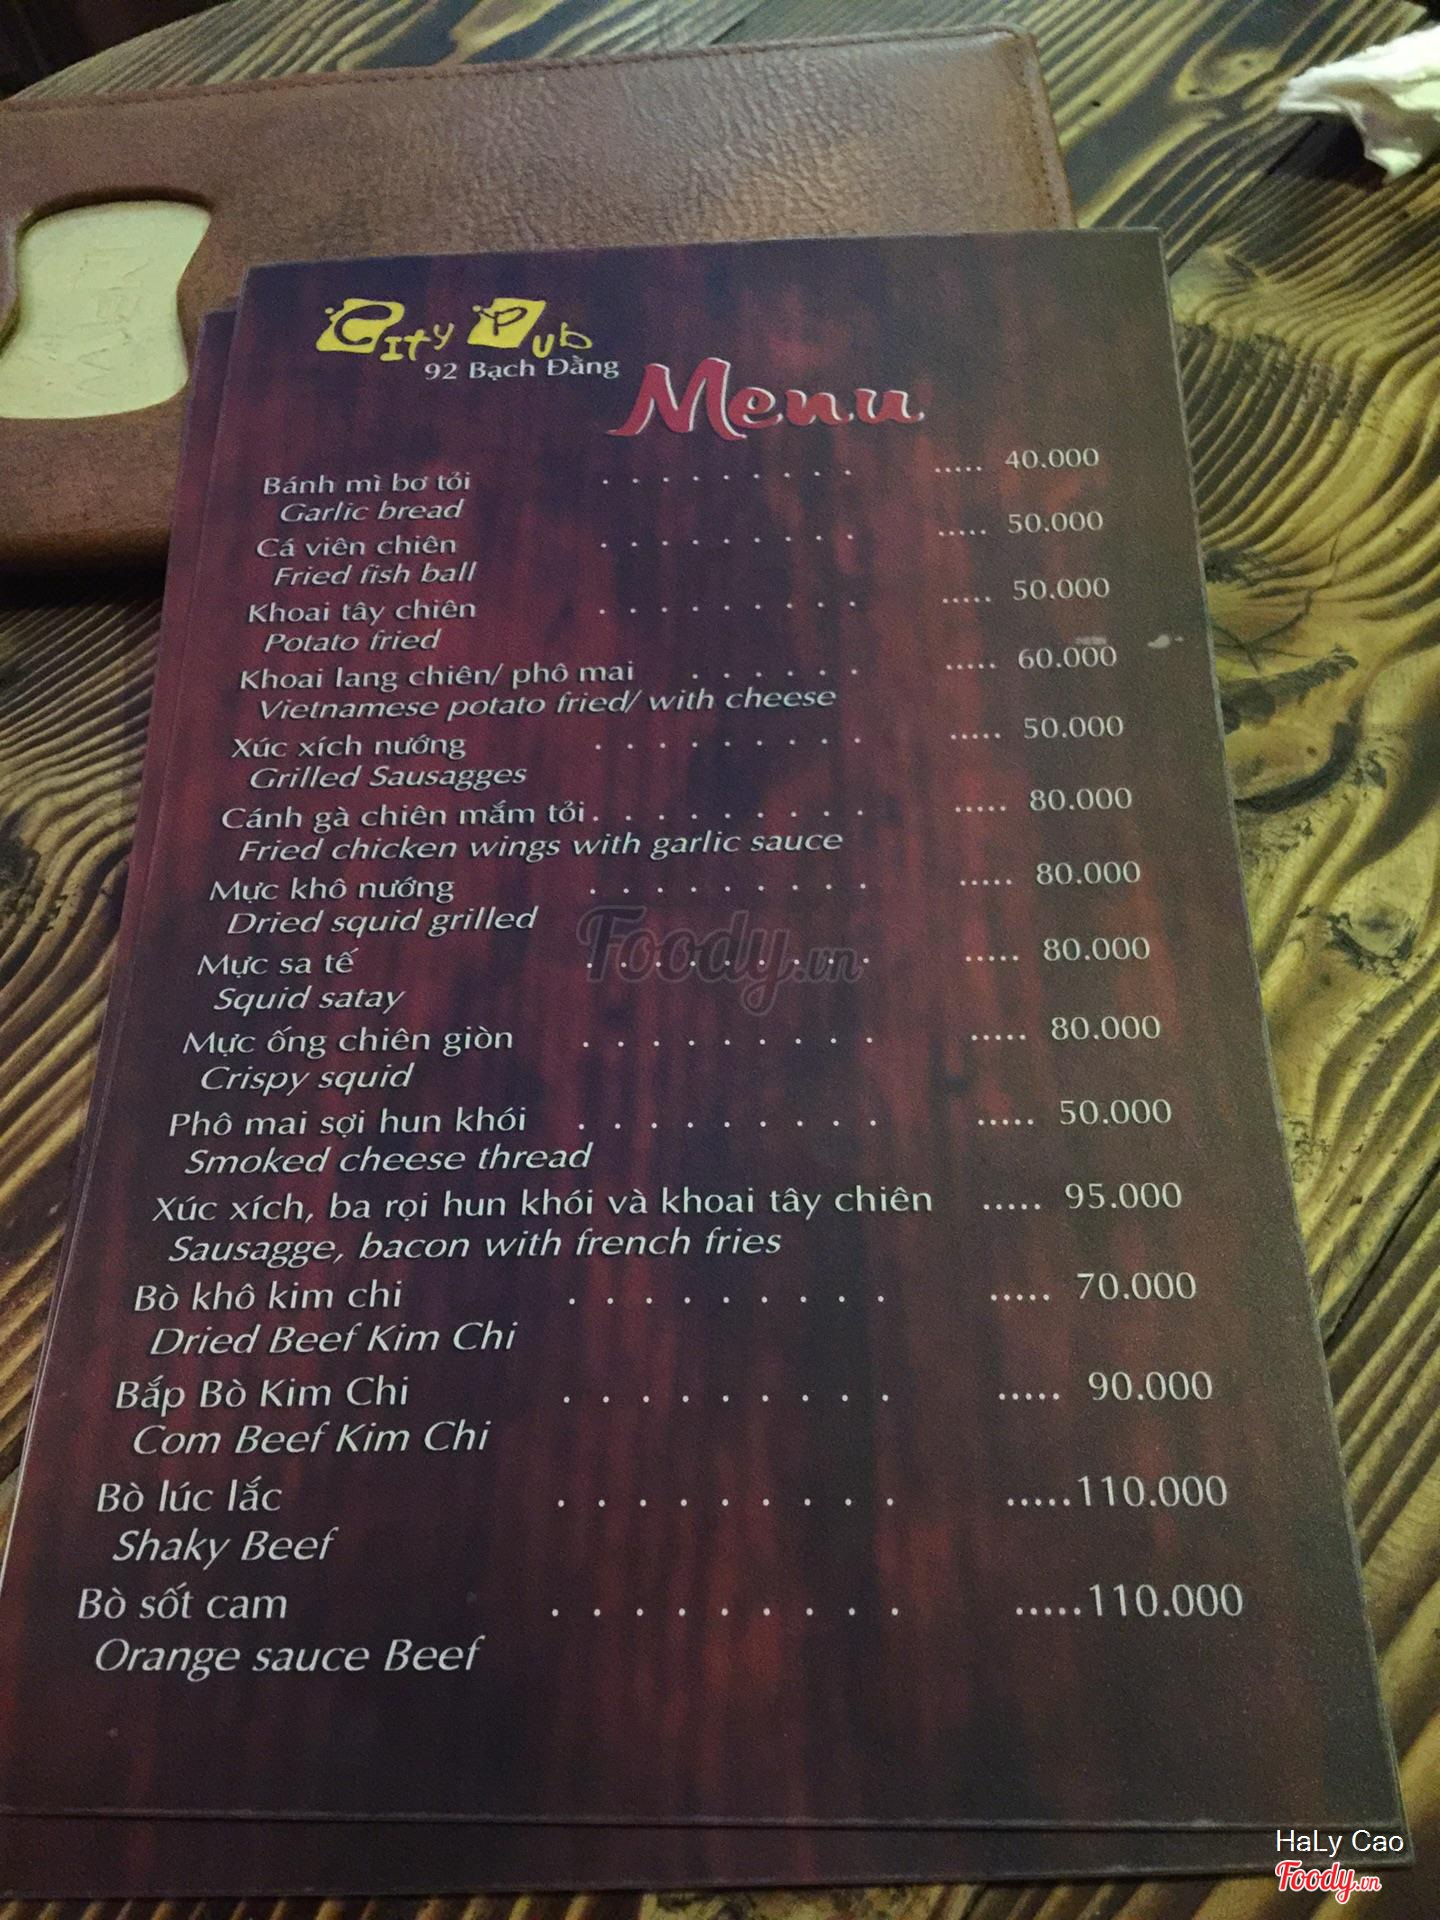 City Pub
92 Bạch Đằng
Menu
Bánh mì bơ tỏi . . . . . . . . . ..... 40.000
Garlic bread
Cá viên chiên . . . . . . . . . ..... 50.000
Fried fish ball
Khoai tây chiên . . . . . . . . . ..... 50.000
Potato fried
Khoai lang chiên/ phô mai . . . . . . ..... 60.000
Vietnamese potato fried/ with cheese
Xúc xích nướng . . . . . . . . . ..... 50.000
Grilled Sausagges
Cánh gà chiên mắm tỏi . . . . . . . . . ..... 80.000
Fried chicken wings with garlic sauce
Mực khô nướng . . . . . . . . . ..... 80.000
Dried squid grilled
Mực sa tế . . . . . . . . . ..... 80.000
Foody.vn
Squid satay
Mực ống chiên giòn . . . . . . . . . ..... 80.000
Crispy squid
Phô mai sợi hun khói . . . . . . . . . ..... 50.000
Smoked cheese thread
Xúc xích, ba rọi hun khói và khoai tây chiên ..... 95.000
Sausagge, bacon with french fries
Bò khô kim chi . . . . . . . . . ..... 70.000
Dried Beef Kim Chi
Bắp Bò Kim Chi . . . . . . . . . ..... 90.000
Com Beef Kim Chi
Bò lúc lắc . . . . . . . . . .....110.000
Shaky Beef
Bò sốt cam . . . . . . . . . .....110.000
Orange sauce Beef
HaLy Cao
Foody.vn